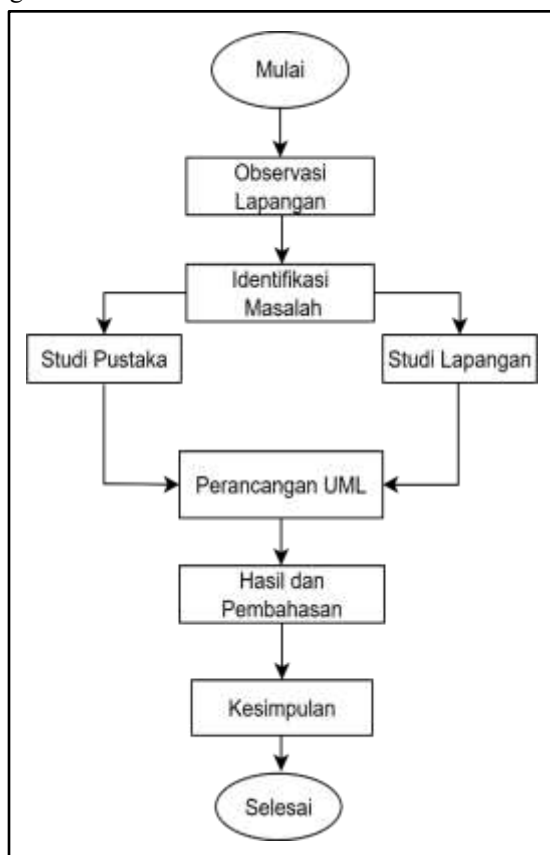 Mulai
Observasi
Lapangan
Identifikasi
Masalah
Studi Pustaka
Studi Lapangan
Perancangan UML
Hasil dan
Pembahasan
Kesimpulan
Selesai